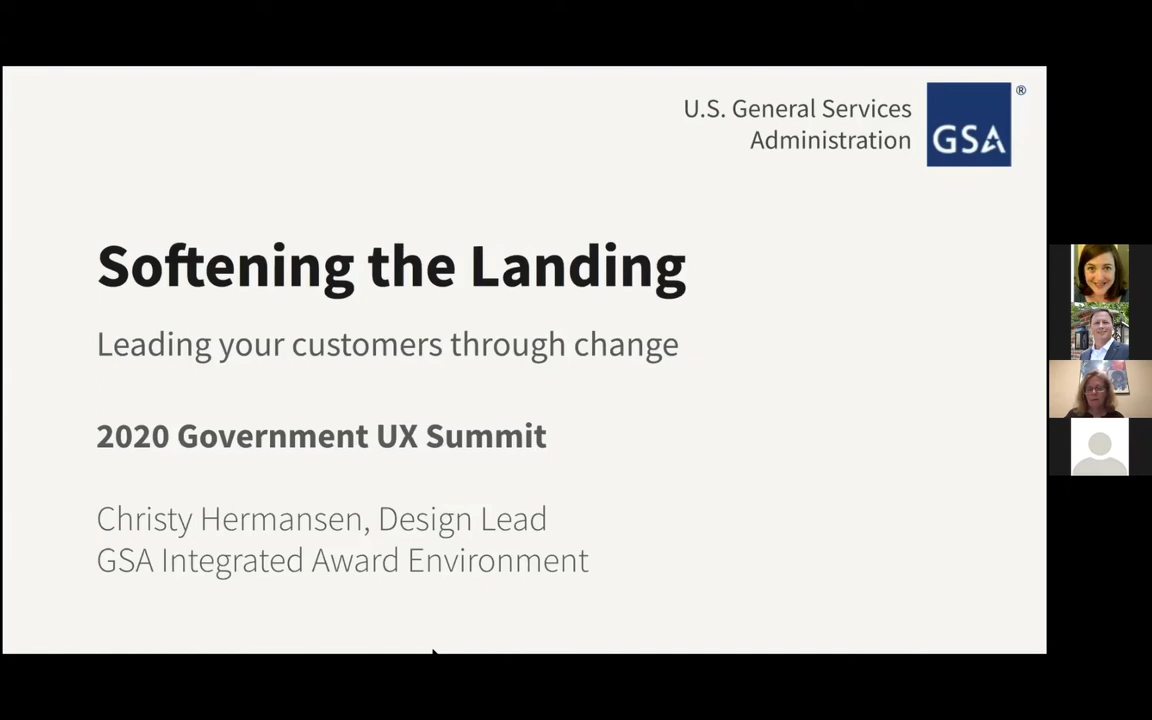 U.S. General Services
Administration
GSA
®
Softening the Landing
Leading your customers through change
2020 Government UX Summit
Christy Hermansen, Design Lead
GSA Integrated Award Environment